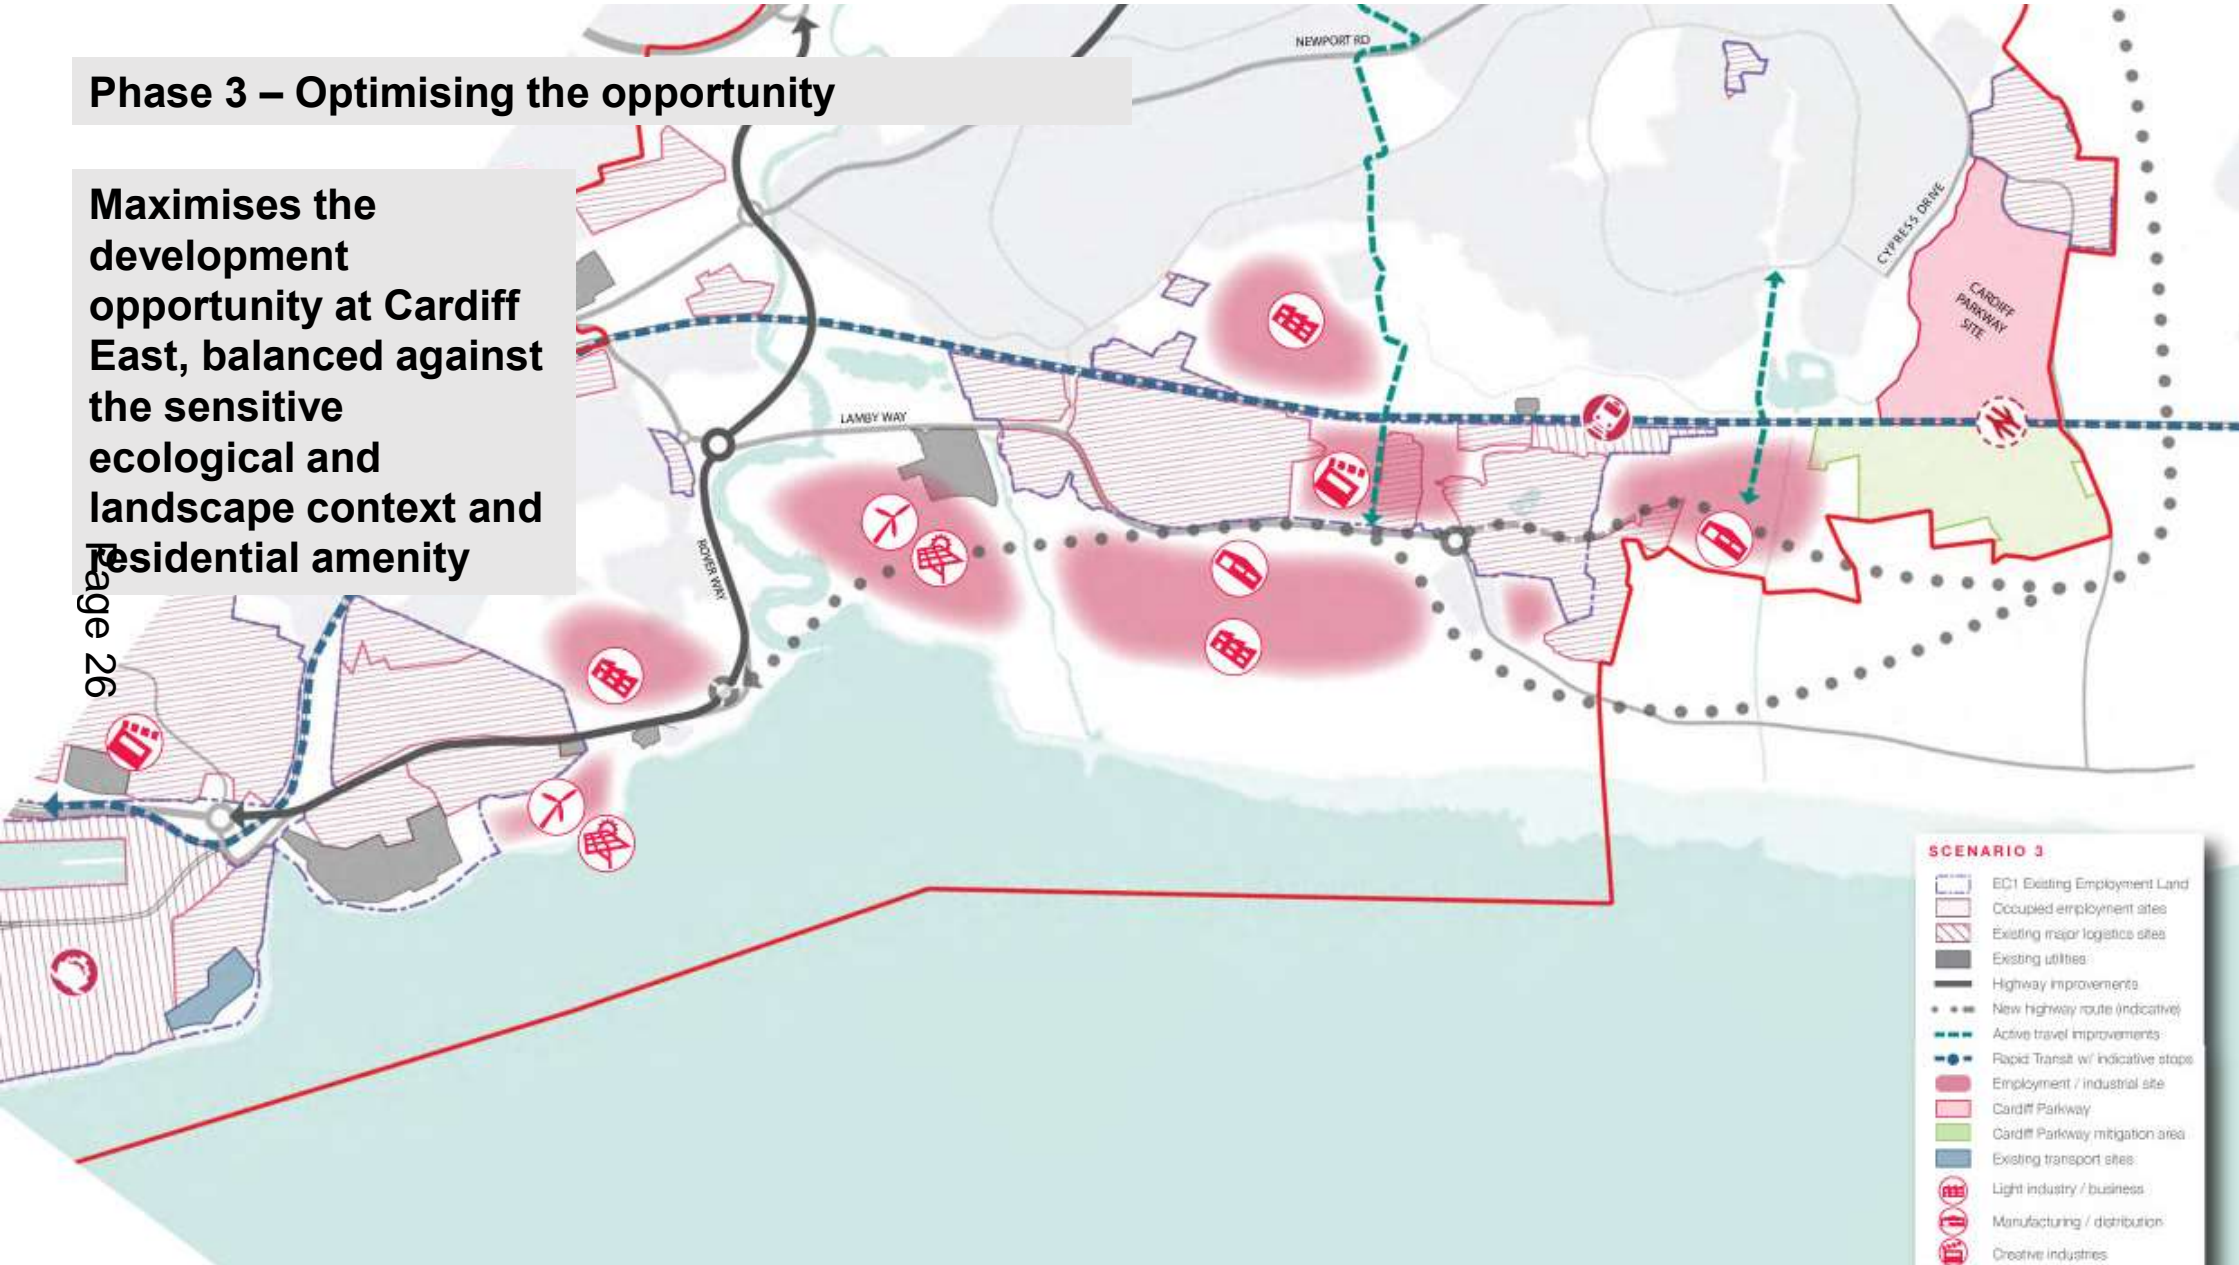 Phase 3 – Optimising the opportunity
Maximises the
development
opportunity at Cardiff
East, balanced against
the sensitive
ecological and
landscape context and
residential amenity
Page 26
NEWPORT RD
CYPRESS DRIVE
CARDIFF
PARKWAY
SITE
LAMBY WAY
ROVER WAY
SCENARIO 3
EC1 Existing Employment Land
Occupied employment sites
Existing major logistics sites
Existing utilities
Highway improvements
New highway route (indicative)
Active travel improvements
Rapid Transit w/ indicative stops
Employment / industrial site
Cardiff Parkway
Cardiff Parkway mitigation area
Existing transport sites
Light industry / business
Manufacturing / distribution
Creative industries